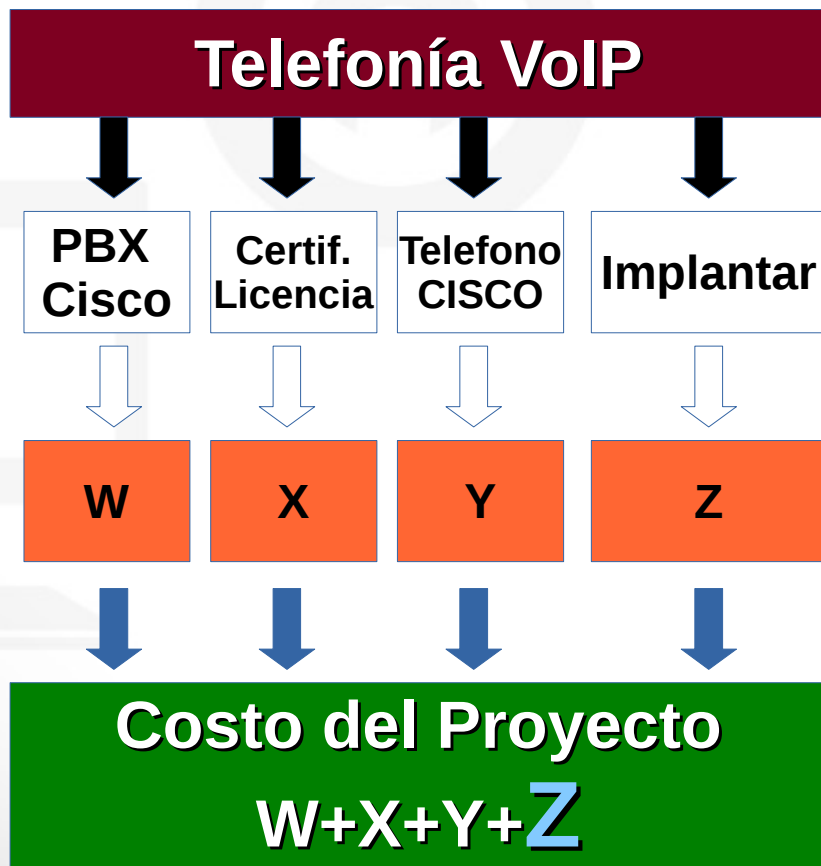 Telefonía VoIP
PBX
Cisco
Certif.
Licencia
Telefono
CISCO
Implantar
W
X
Y
Z
Costo del Proyecto
W+X+Y+Z